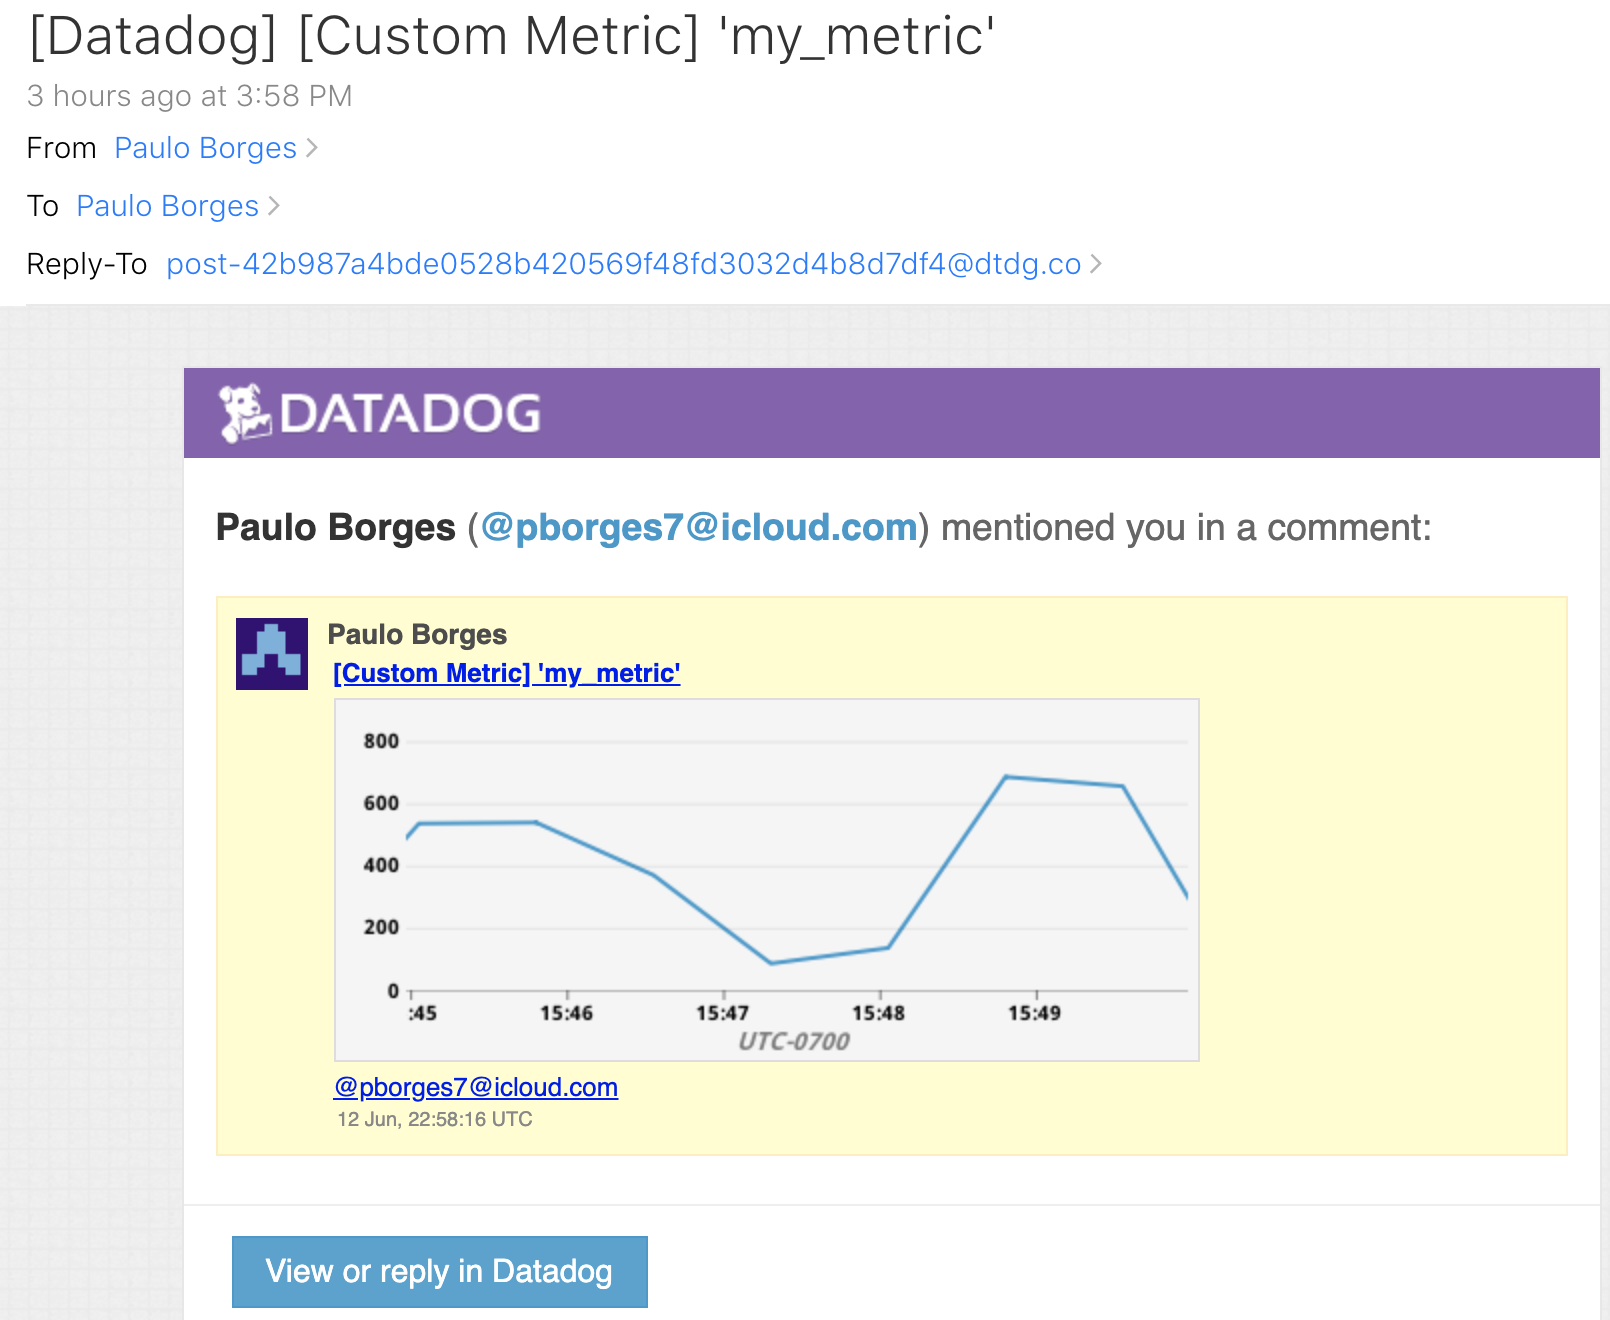 [Datadog] [Custom Metric] 'my_metric'
3 hours ago at 3:58 PM
From Paulo Borges
To Paulo Borges
Reply-To post-42b987a4bde0528b420569f48fd3032d4b8d7df4@dtdg.co
DATADOG
Paulo Borges (@pborges7@icloud.com) mentioned you in a comment:
Paulo Borges
[Custom Metric] 'my_metric'
800
600
400
200
0
:45 15:46 15:47 15:48 15:49
UTC-0700
@pborges7@icloud.com
12 Jun, 22:58:16 UTC
View or reply in Datadog